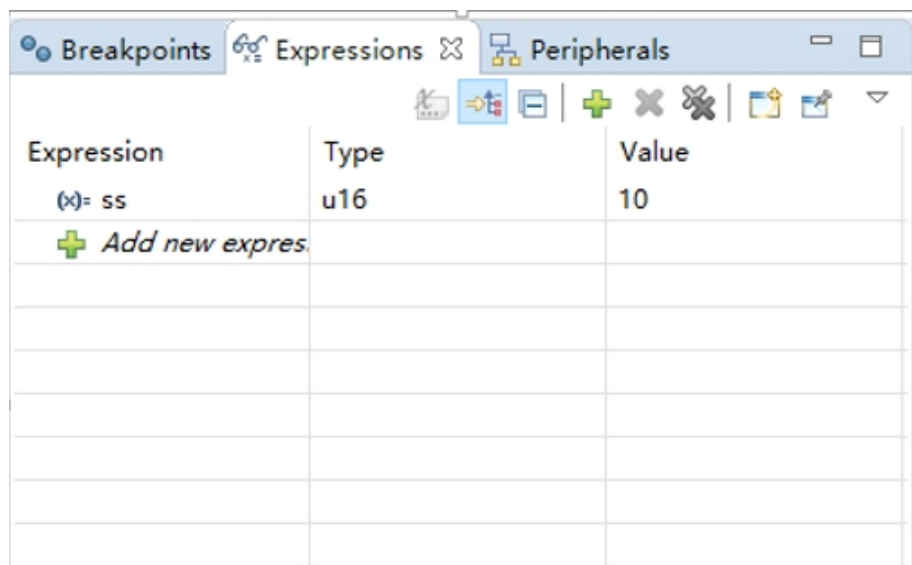 Breakpoints Expressions Peripherals
Expression Type Value
(x)= ss u16 10
Add new expres